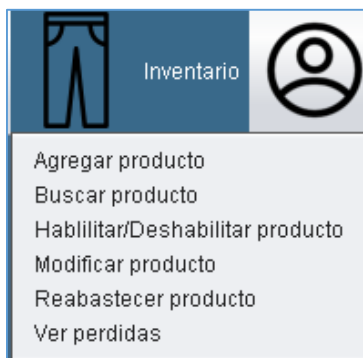 Inventario
Agregar producto
Buscar producto
Hablilitar/Deshabilitar producto
Modificar producto
Reabastecer producto
Ver perdidas